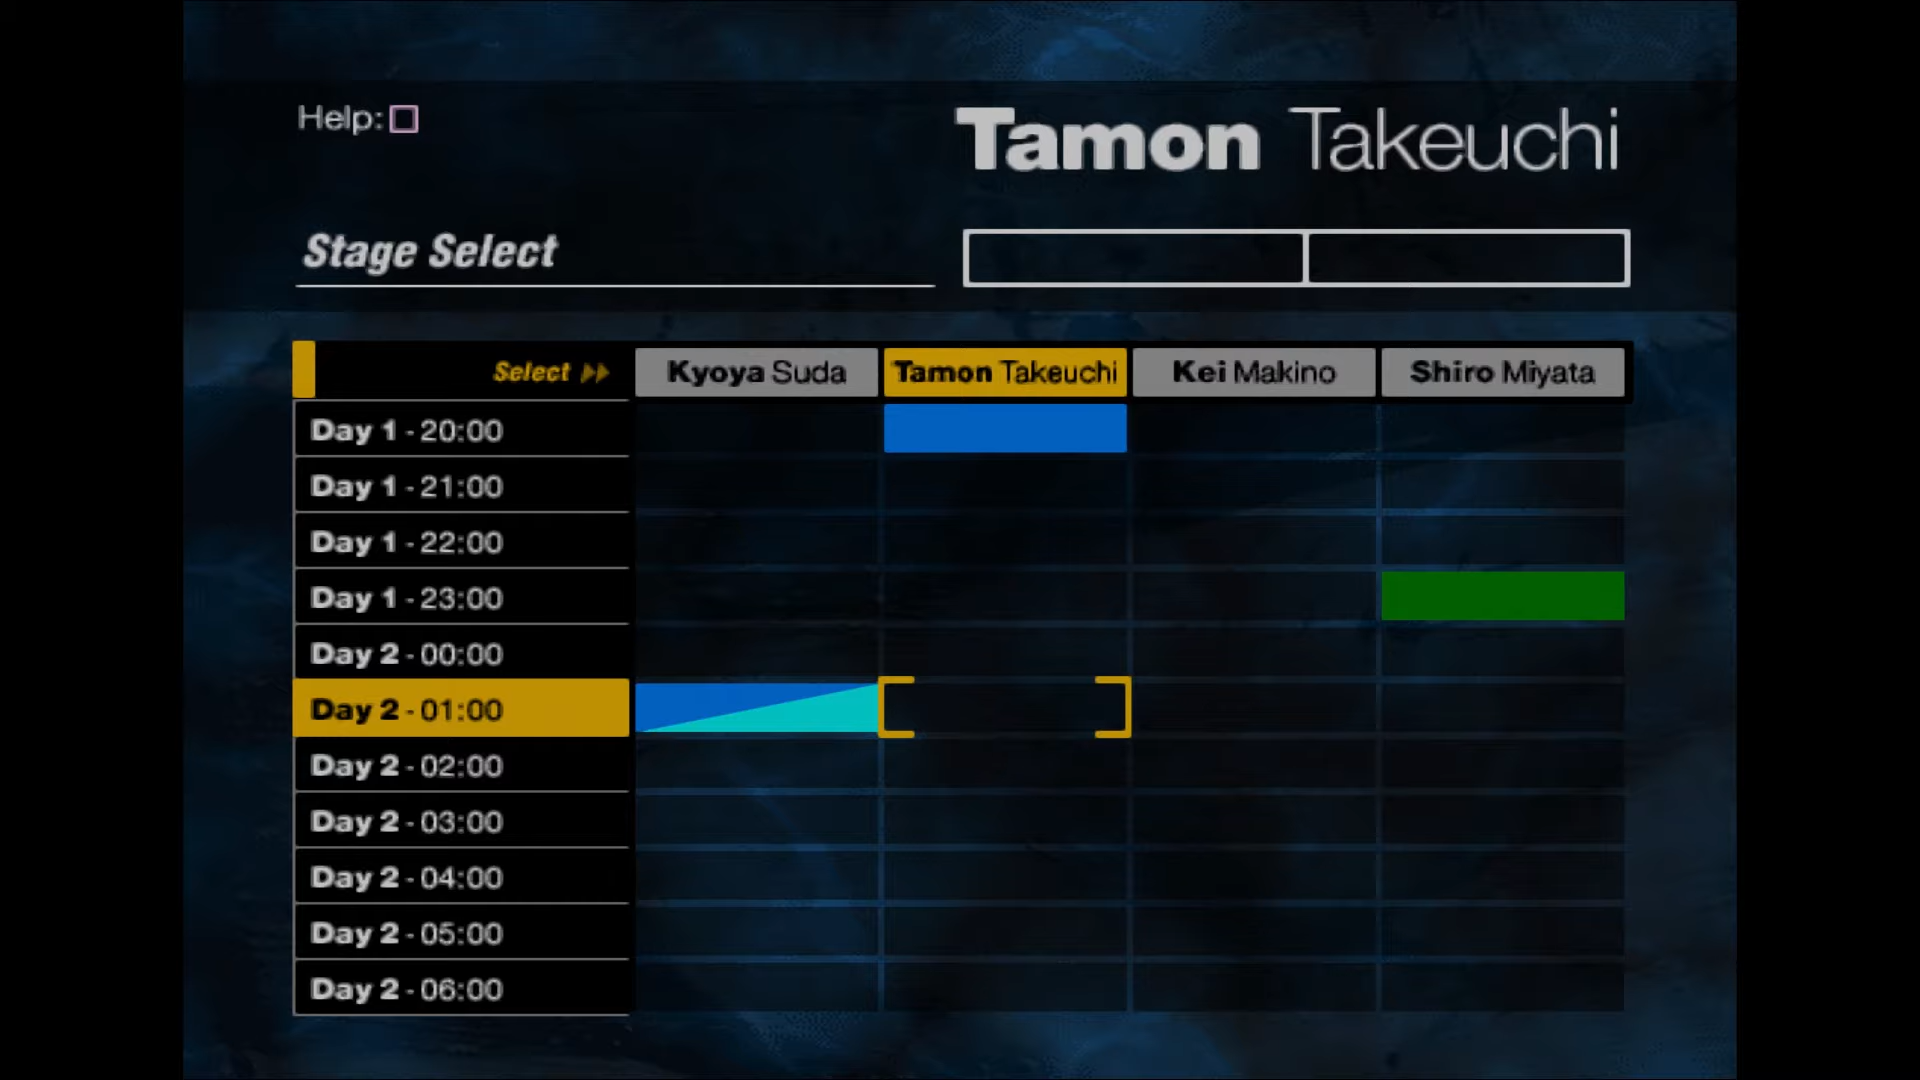 Help:
Tamon Takeuchi
Stage Select
Select
Kyoya Suda
Tamon Takeuchi
Kei Makino
Shiro Miyata
Day 1 - 20:00
Day 1 - 21:00
Day 1 - 22:00
Day 1 - 23:00
Day 2 - 00:00
Day 2 - 01:00
Day 2 - 02:00
Day 2 - 03:00
Day 2 - 04:00
Day 2 - 05:00
Day 2 - 06:00